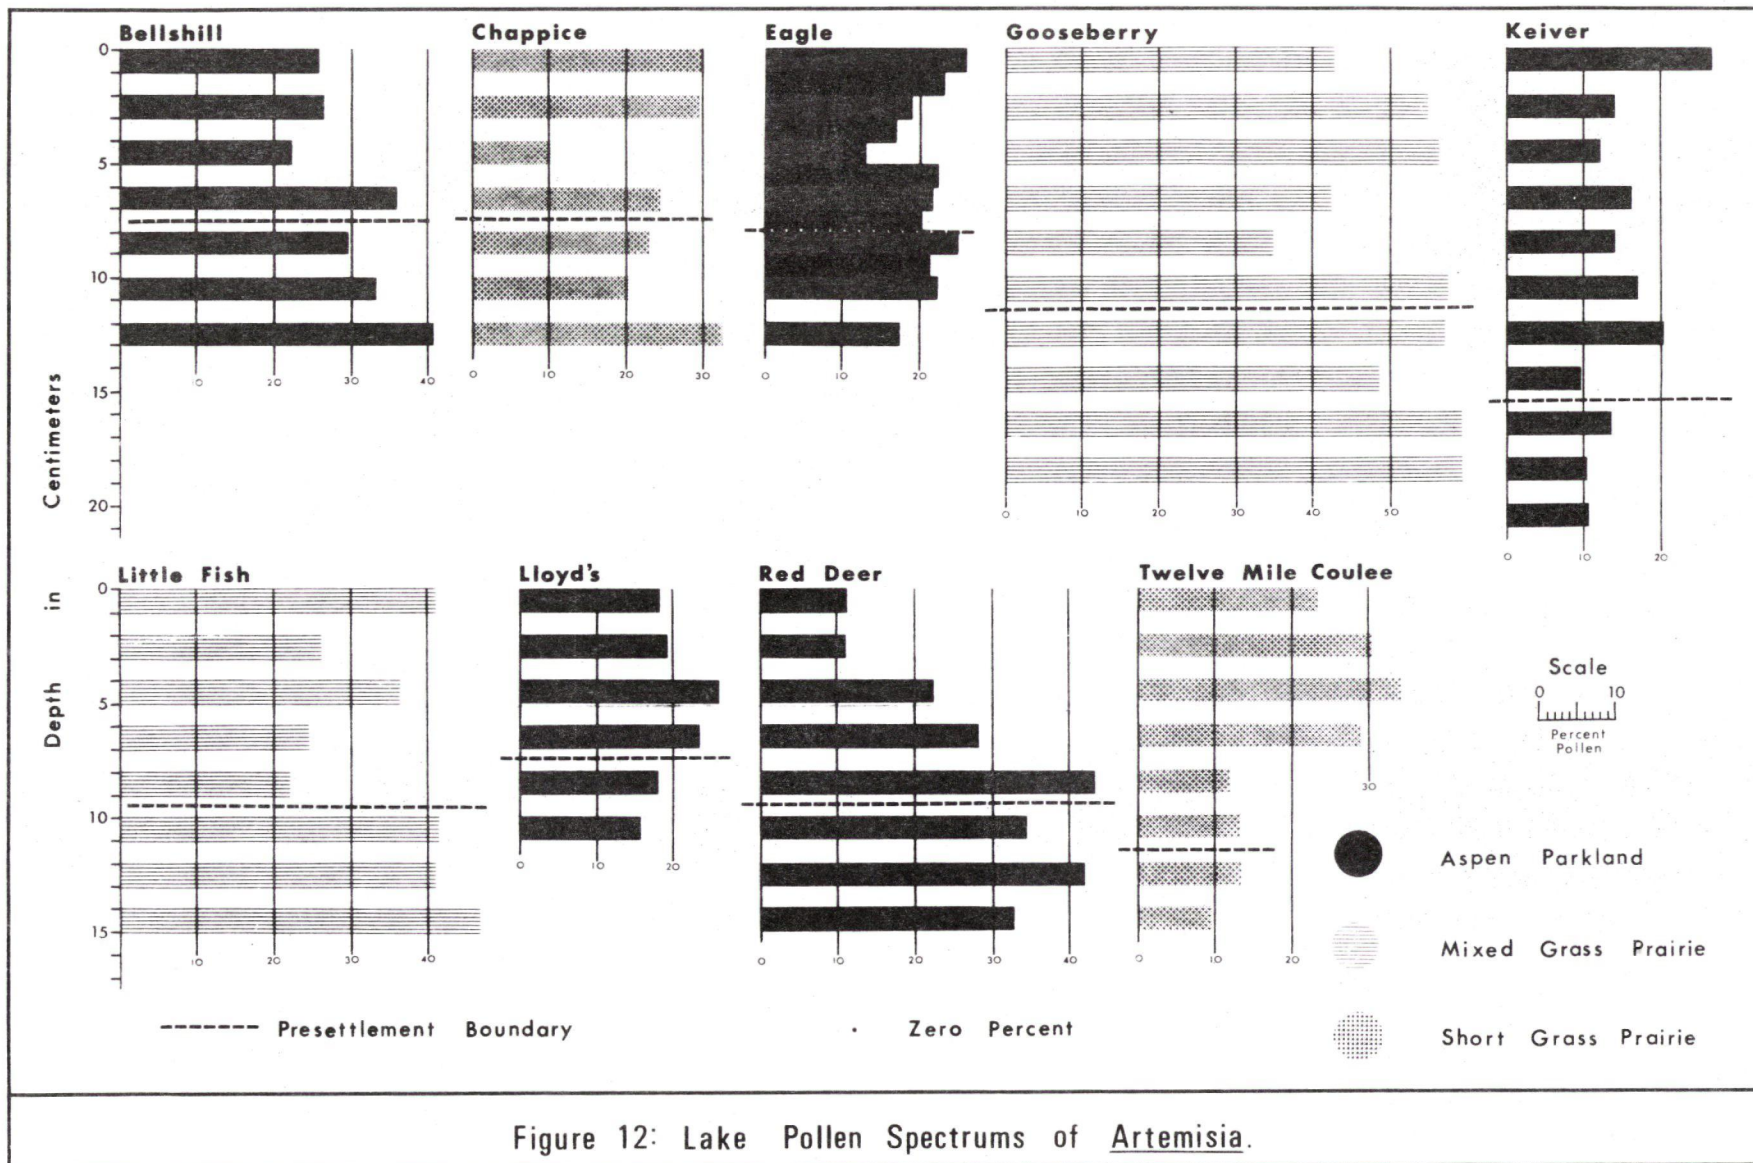 Bellshill Chappice Eagle Gooseberry Keiver
0
5
10
15
20
10 20 30 40
0 10 20 30
0 10 20
0 10 20 30 40 50
0 10 20
Depth in Centimeters
Little Fish Lloyd's Red Deer Twelve Mile Coulee
0
5
10
15
10 20 30 40
0 10 20
0 10 20 30 40
0 10 20
30
Scale
0 10
Percent
Pollen
Aspen Parkland
Mixed Grass Prairie
Short Grass Prairie
Presettlement Boundary
Zero Percent
Figure 12: Lake Pollen Spectrums of Artemisia.